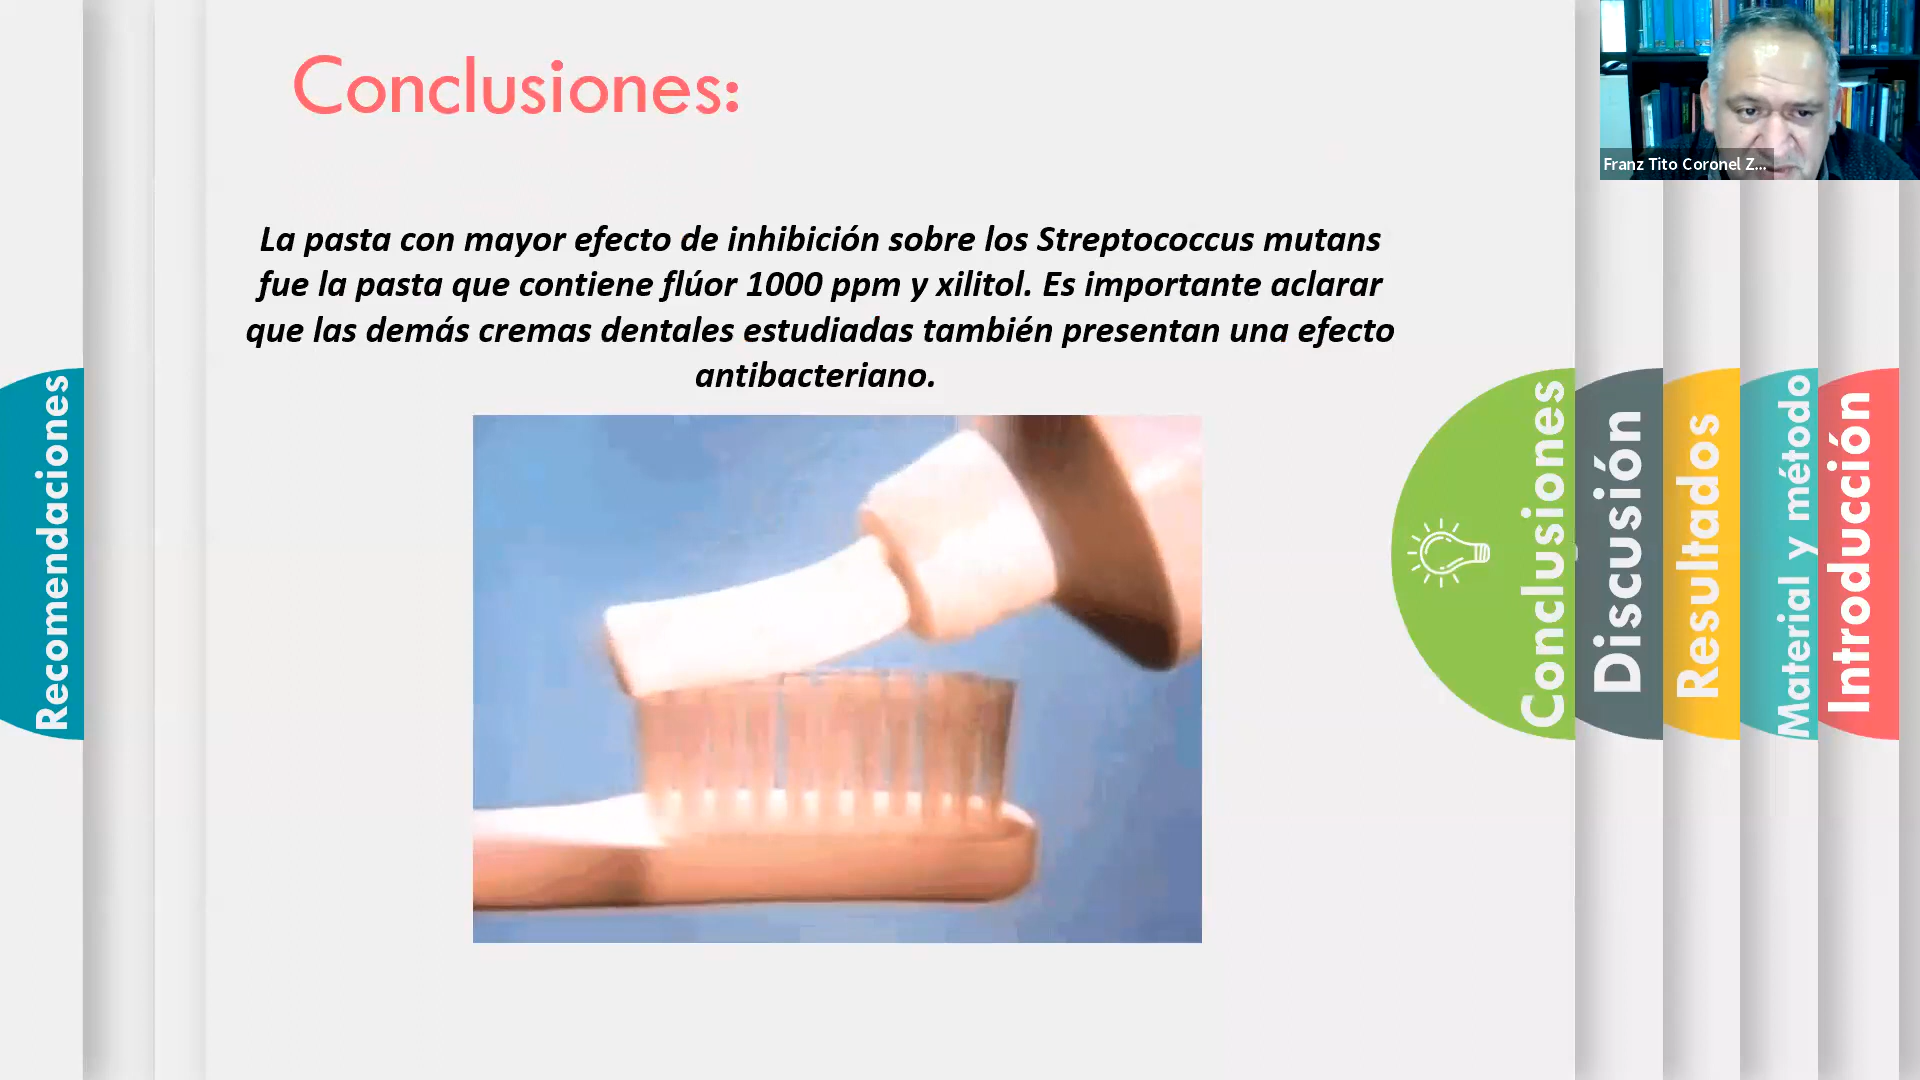 Conclusiones:
La pasta con mayor efecto de inhibición sobre los Streptococcus mutans
fue la pasta que contiene flúor 1000 ppm y xilitol. Es importante aclarar
que las demás cremas dentales estudiadas también presentan una efecto
antibacteriano.
Recomendaciones
Conclusiones
Discusión
Resultados
Material y método
Introducción
Franz Tito Coronel Z...